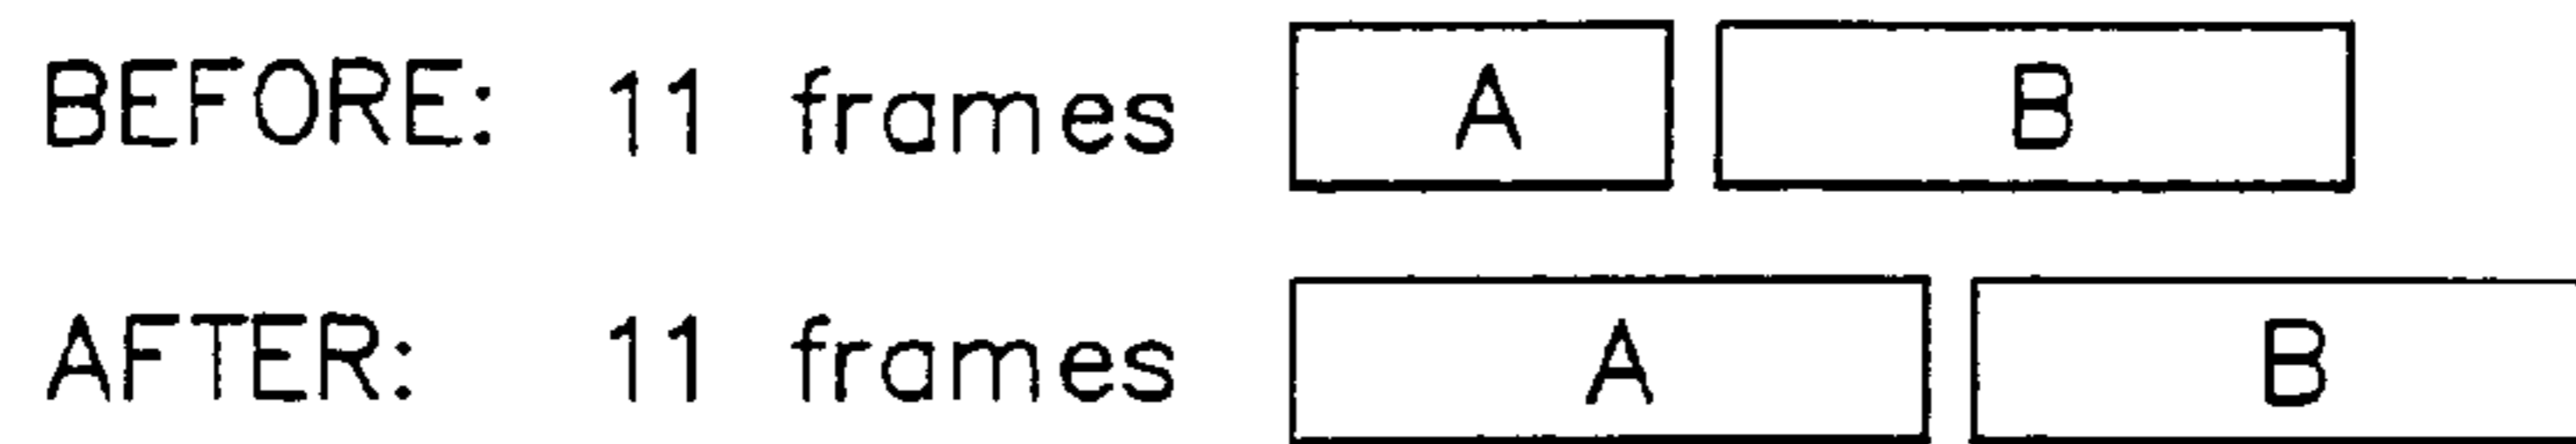 BEFORE: 11 frames A B
AFTER: 11 frames A B